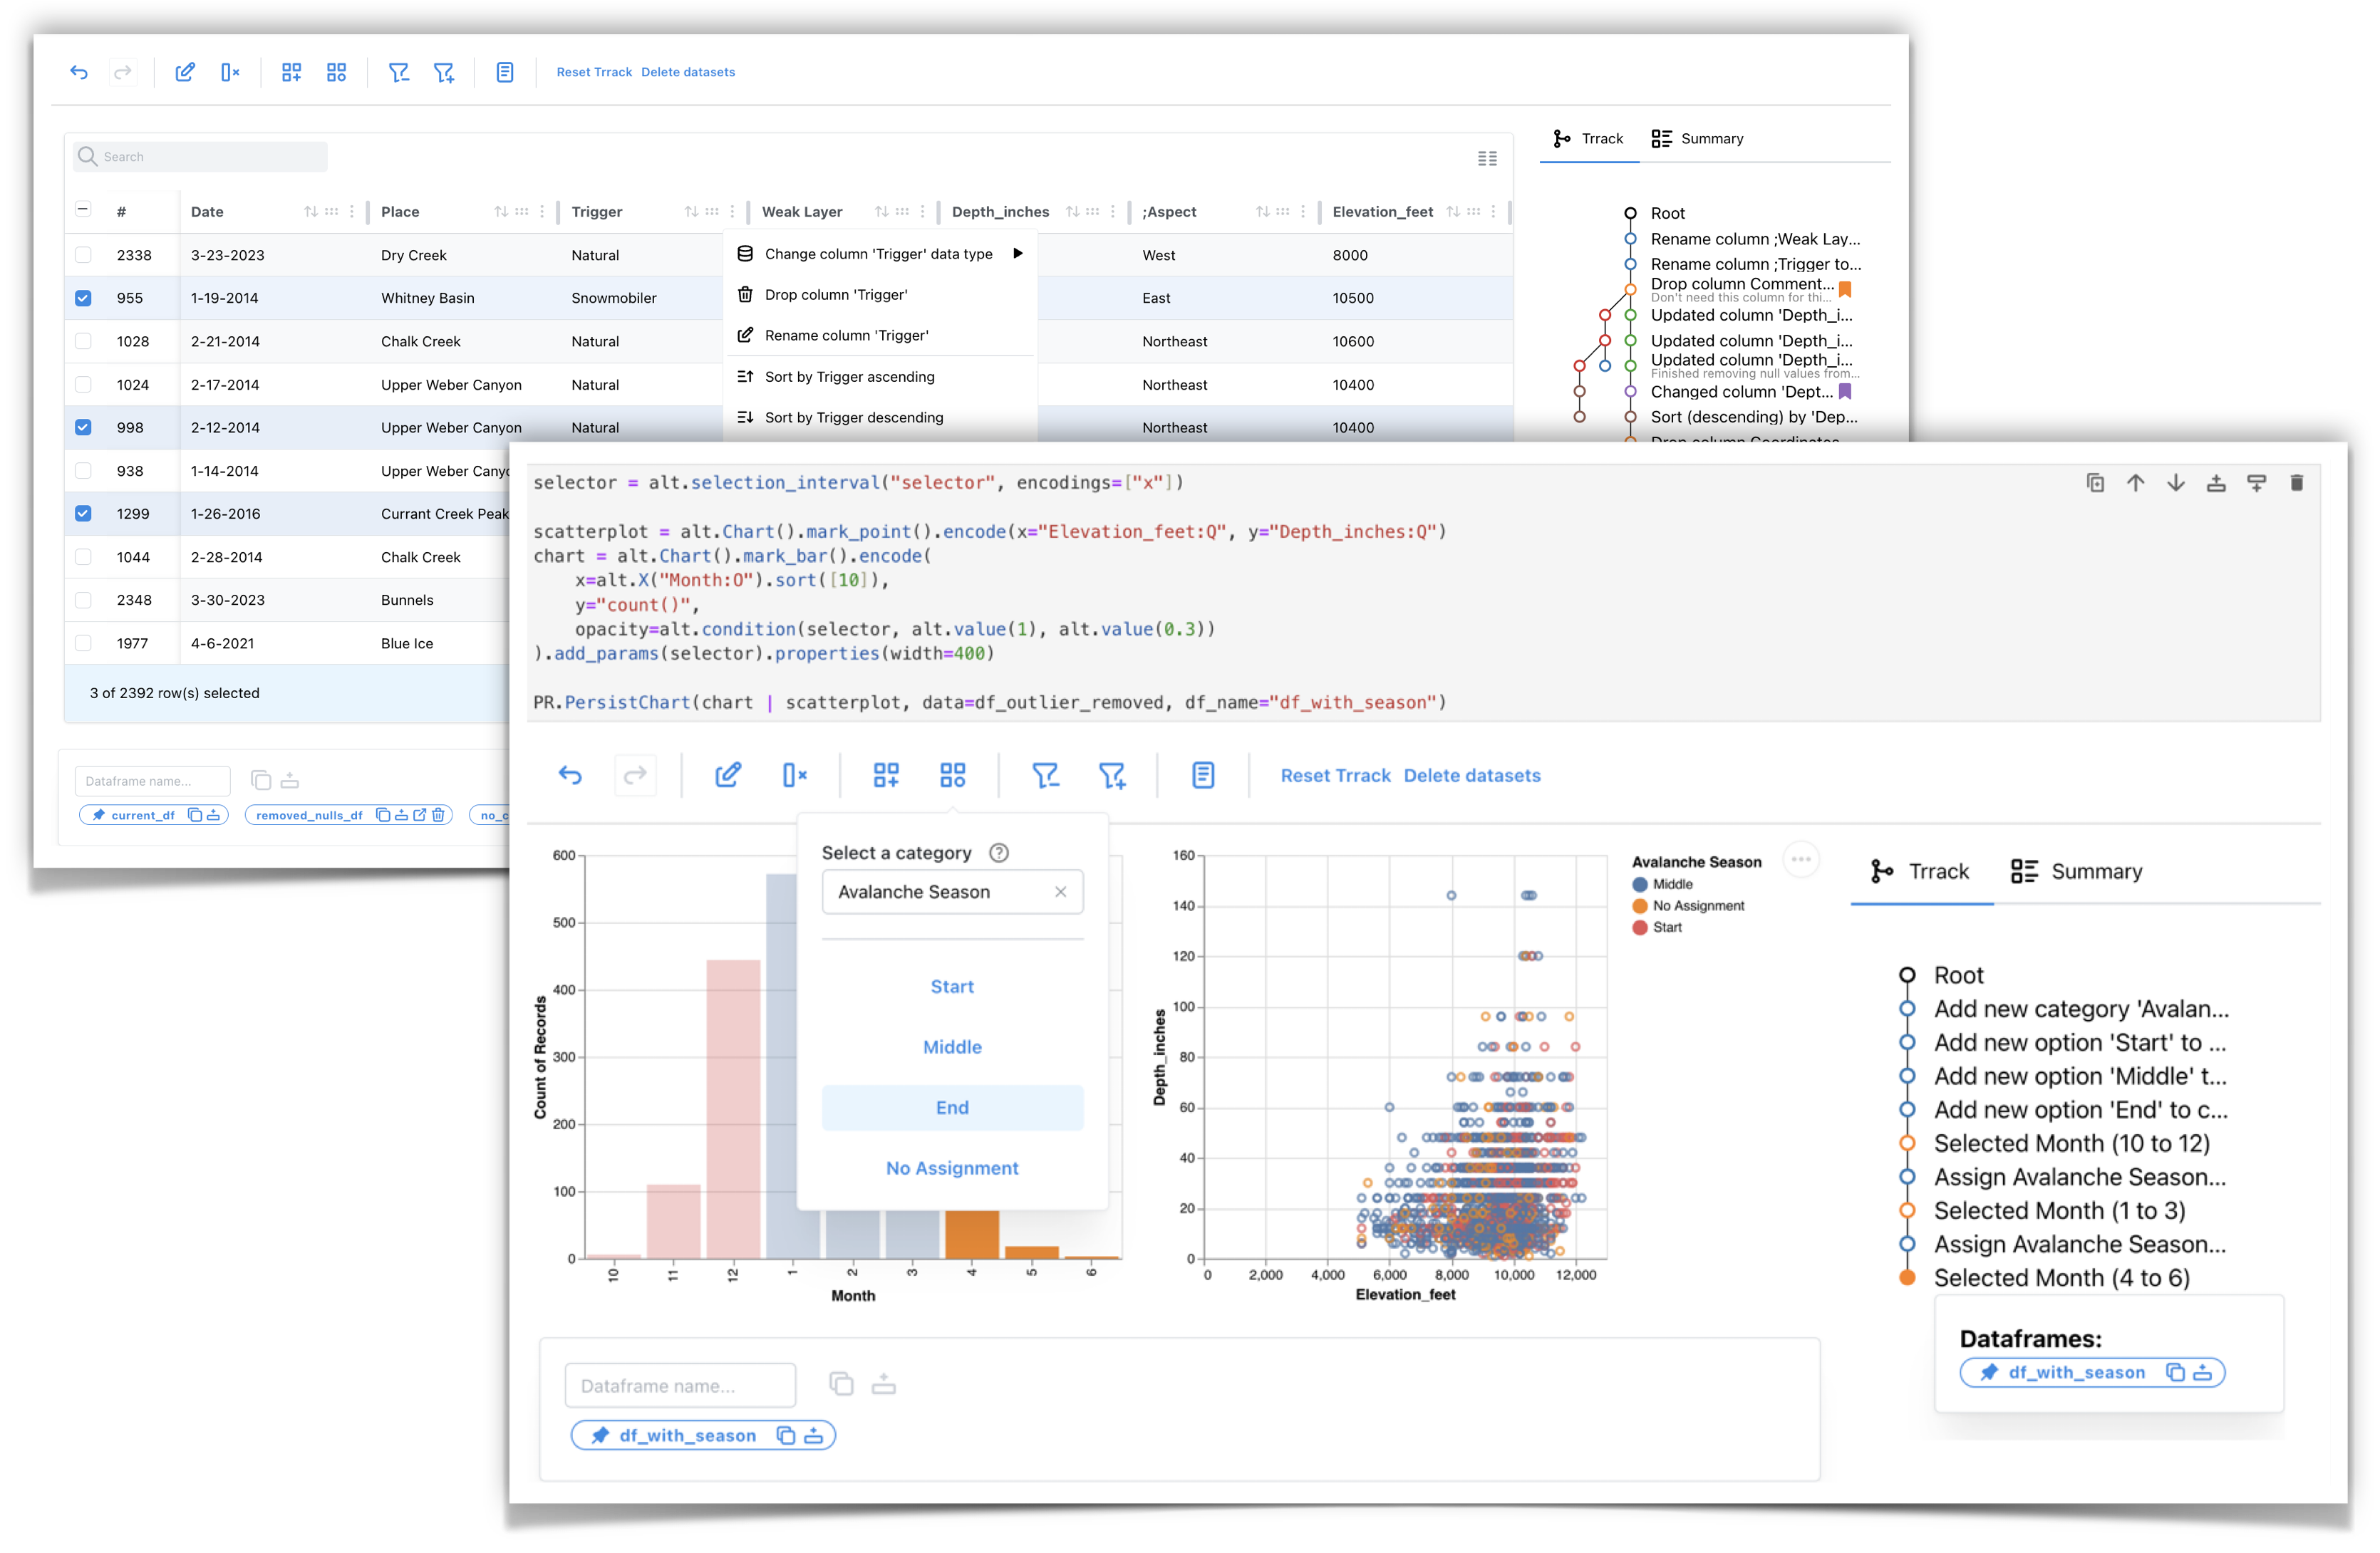 Reset Trrack Delete datasets
Search
Trrack Summary
# Date Place Trigger Weak Layer Depth_inches ;Aspect Elevation_feet
2338 3-23-2023 Dry Creek Natural West 8000
955 1-19-2014 Whitney Basin Snowmobiler East 10500
1028 2-21-2014 Chalk Creek Natural Northeast 10600
1024 2-17-2014 Upper Weber Canyon Natural Northeast 10400
998 2-12-2014 Upper Weber Canyon Natural Northeast 10400
938 1-14-2014 Upper Weber Canyo
1299 1-26-2016 Currant Creek Peak
1044 2-28-2014 Chalk Creek
2348 3-30-2023 Bunnels
1977 4-6-2021 Blue Ice
3 of 2392 row(s) selected
Change column 'Trigger' data type
Drop column 'Trigger'
Rename column 'Trigger'
Sort by Trigger ascending
Sort by Trigger descending
Root
Rename column ;Weak Lay...
Rename column ;Trigger to...
Drop column Comment...
Don't need this column for thi...
Updated column 'Depth_i...
Updated column 'Depth_i...
Updated column 'Depth_i...
Finished removing null values from...
Changed column 'Dept...
Sort (descending) by 'Dep...
Drop column Coordinates
Dataframe name...
current_df removed_nulls_df no_c
selector = alt.selection_interval("selector", encodings=["x"])
scatterplot = alt.Chart().mark_point().encode(x="Elevation_feet:Q", y="Depth_inches:Q")
chart = alt.Chart().mark_bar().encode(
x=alt.X("Month:O").sort([10]),
y="count()",
opacity=alt.condition(selector, alt.value(1), alt.value(0.3))
).add_params(selector).properties(width=400)
PR.PersistChart(chart | scatterplot, data=df_outlier_removed, df_name="df_with_season")
Reset Trrack Delete datasets
Select a category ?
Avalanche Season
Start
Middle
End
No Assignment
600
500
400
300
200
100
0
Count of Records
10 11 12 1 2 3 4 5 6
Month
160
140
120
100
80
60
40
20
0
Depth_inches
0 2,000 4,000 6,000 8,000 10,000 12,000
Elevation_feet
Avalanche Season
Middle
No Assignment
Start
Trrack Summary
Root
Add new category 'Avalan...
Add new option 'Start' to ...
Add new option 'Middle' t...
Add new option 'End' to c...
Selected Month (10 to 12)
Assign Avalanche Season...
Selected Month (1 to 3)
Assign Avalanche Season...
Selected Month (4 to 6)
Dataframes:
df_with_season
Dataframe name...
df_with_season